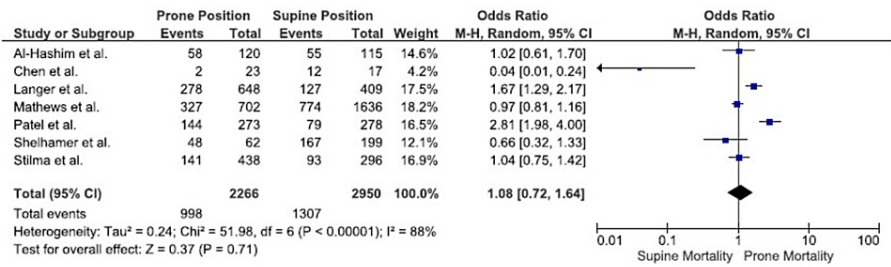 Prone Position Supine Position Odds Ratio Odds Ratio
Study or Subgroup Events Total Events Total Weight M-H, Random, 95% CI M-H, Random, 95% CI
Al-Hashim et al. 58 120 55 115 14.6% 1.02 [0.61, 1.70]
Chen et al. 2 23 12 17 4.2% 0.04 [0.01, 0.24]
Langer et al. 278 648 127 409 17.5% 1.67 [1.29, 2.17]
Mathews et al. 327 702 774 1636 18.2% 0.97 [0.81, 1.16]
Patel et al. 144 273 79 278 16.5% 2.81 [1.98, 4.00]
Shelhamer et al. 48 62 167 199 12.1% 0.66 [0.32, 1.33]
Stilma et al. 141 438 93 296 16.9% 1.04 [0.75, 1.42]
Total (95% CI) 2266 2950 100.0% 1.08 [0.72, 1.64]
Total events 998 1307
Heterogeneity: Tau² = 0.24; Chi² = 51.98, df = 6 (P < 0.00001); I² = 88%
Test for overall effect: Z = 0.37 (P = 0.71)
0.01 0.1 1 10 100
Supine Mortality Prone Mortality